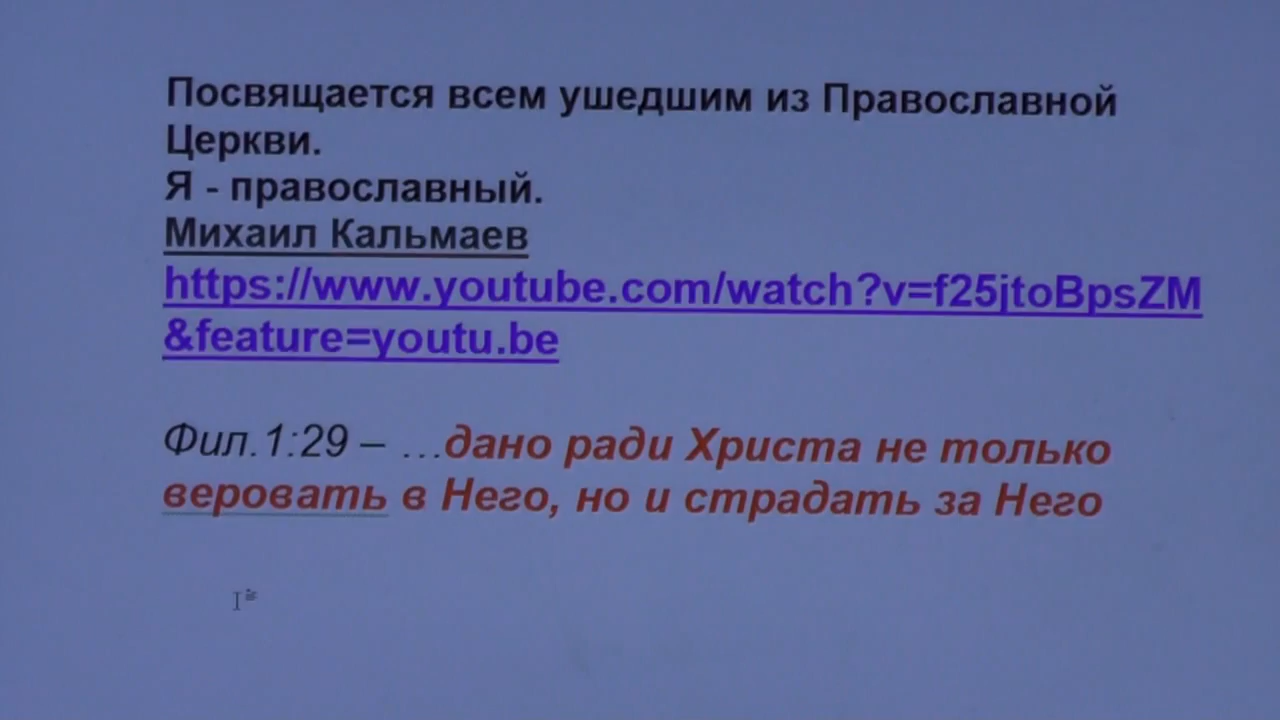 Посвящается всем ушедшим из Православной
Церкви.
Я - православный.
Михаил Кальмаев
https://www.youtube.com/watch?v=f25jtoBpsZM
&feature=youtu.be
Фил.1:29 – …дано ради Христа не только
веровать в Него, но и страдать за Него